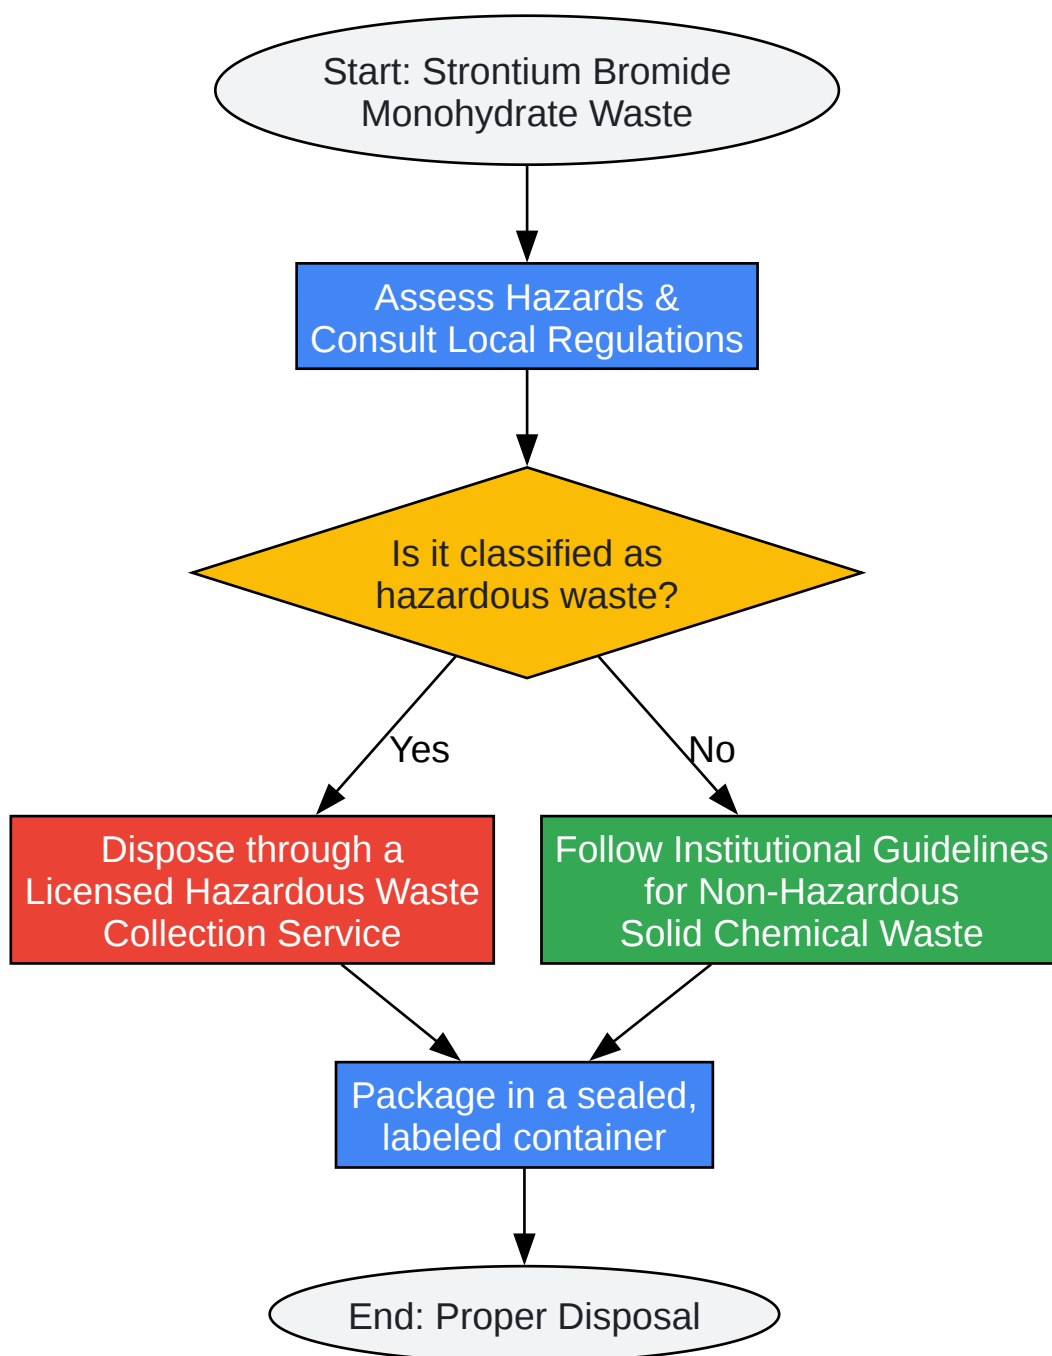 Start: Strontium Bromide
Monohydrate Waste
Assess Hazards &
Consult Local Regulations
Is it classified as
hazardous waste?
Yes
No
Dispose through a
Licensed Hazardous Waste
Collection Service
Follow Institutional Guidelines
for Non-Hazardous
Solid Chemical Waste
Package in a sealed,
labeled container
End: Proper Disposal